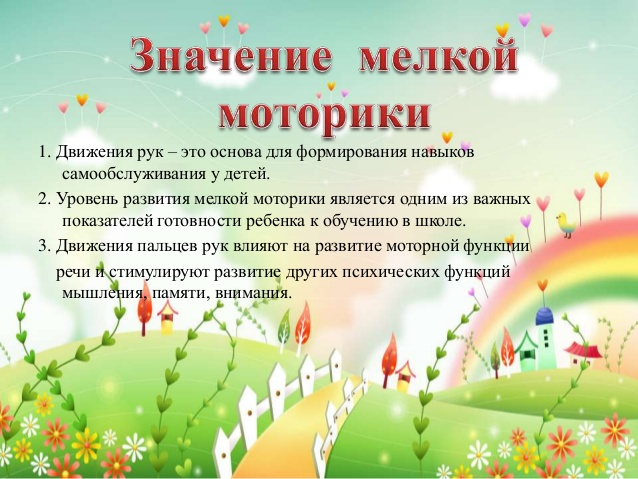 Значение мелкой
моторики
1. Движения рук – это основа для формирования навыков
самообслуживания у детей.
2. Уровень развития мелкой моторики является одним из важных
показателей готовности ребенка к обучению в школе.
3. Движения пальцев рук влияют на развитие моторной функции
речи и стимулируют развитие других психических функций
мышления, памяти, внимания.